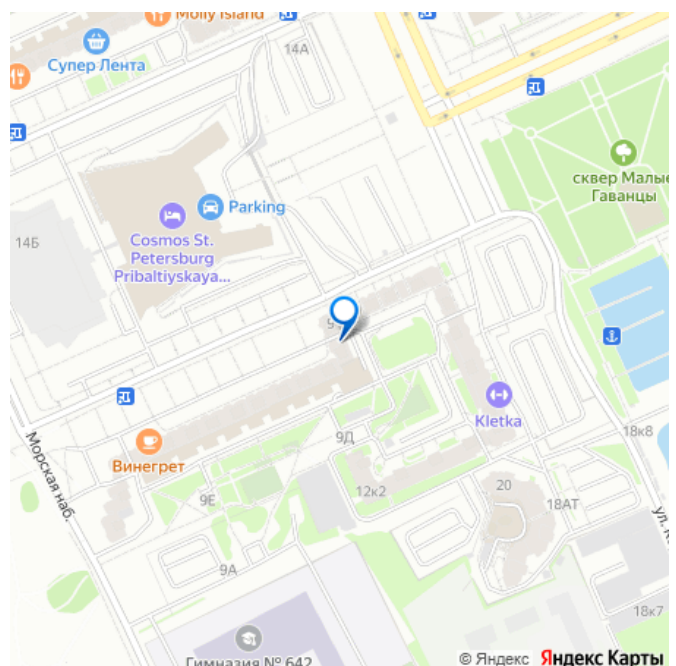 Molly Island
14А
Супер Лента
сквер Малые
Гаванцы
Parking
Cosmos St.
Petersburg
Pribaltiyskaya...
14Б
9
Kletka
Винегрет
Морская наб.
9Д
18к8
12к2
20
9Е
18АТ
9А
18к7
Гимназия № 642
© Яндекс Яндекс Карты